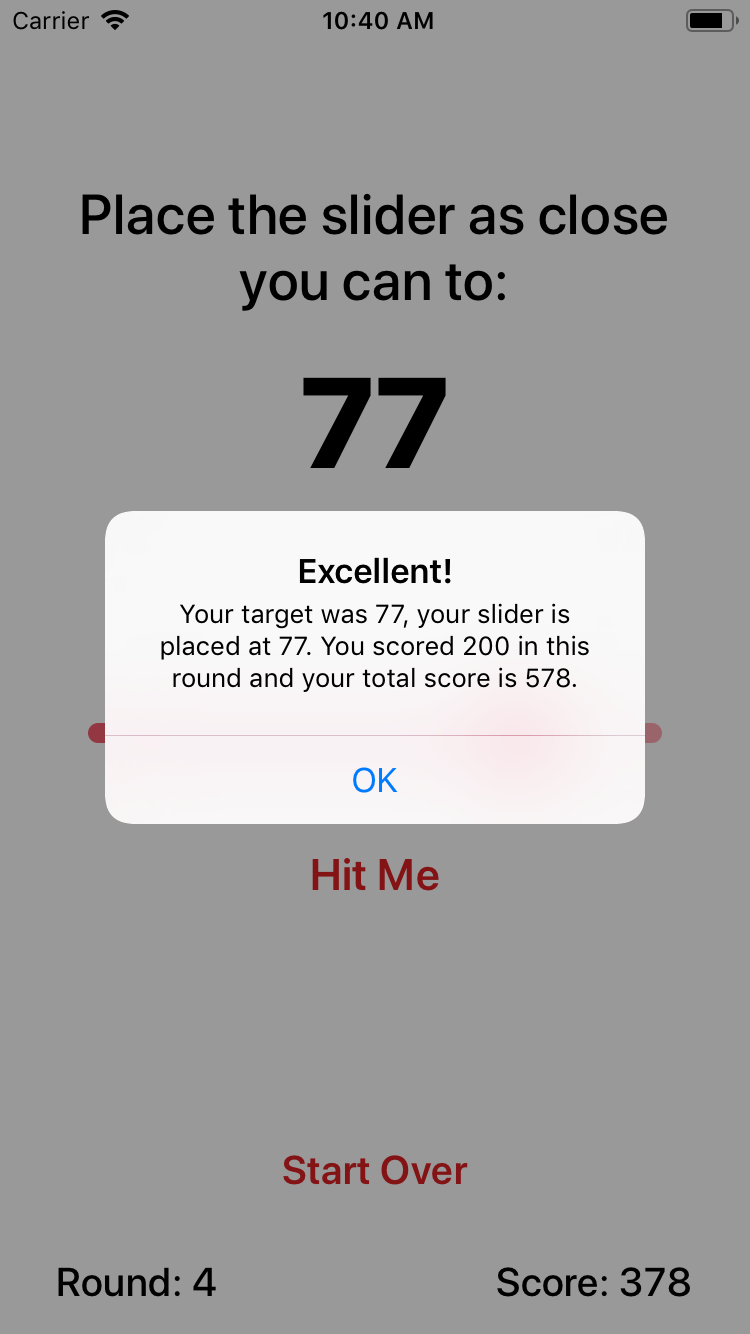 Carrier 10:40 AM
Place the slider as close
you can to:
77
Excellent!
Your target was 77, your slider is
placed at 77. You scored 200 in this
round and your total score is 578.
OK
Hit Me
Start Over
Round: 4 Score: 378